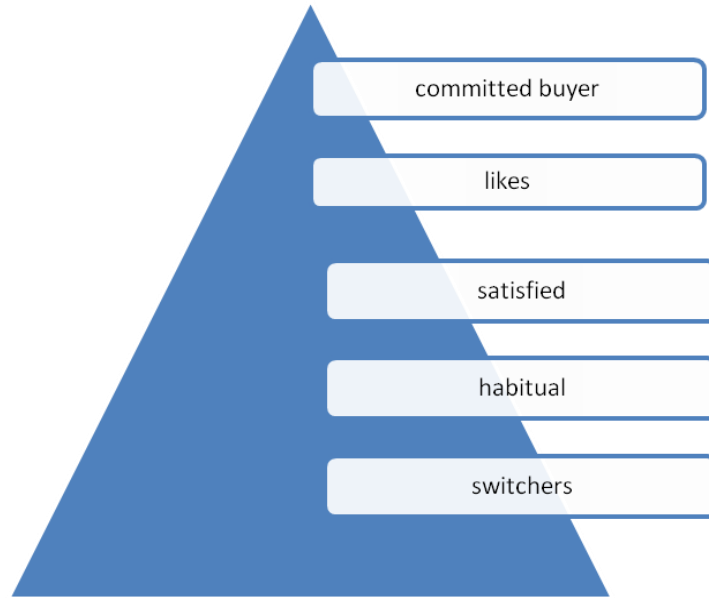 committed buyer
likes
satisfied
habitual
switchers